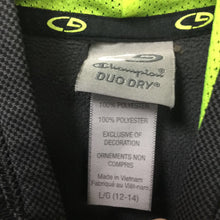 Champion
DUO DRY®
100% POLYESTER
100% POLYESTER
EXCLUSIVE OF
DECORATION
ORNEMENTS NON
COMPRIS
Made in Vietnam
Fabriqué au Viêt-nam
L/G (12-14)